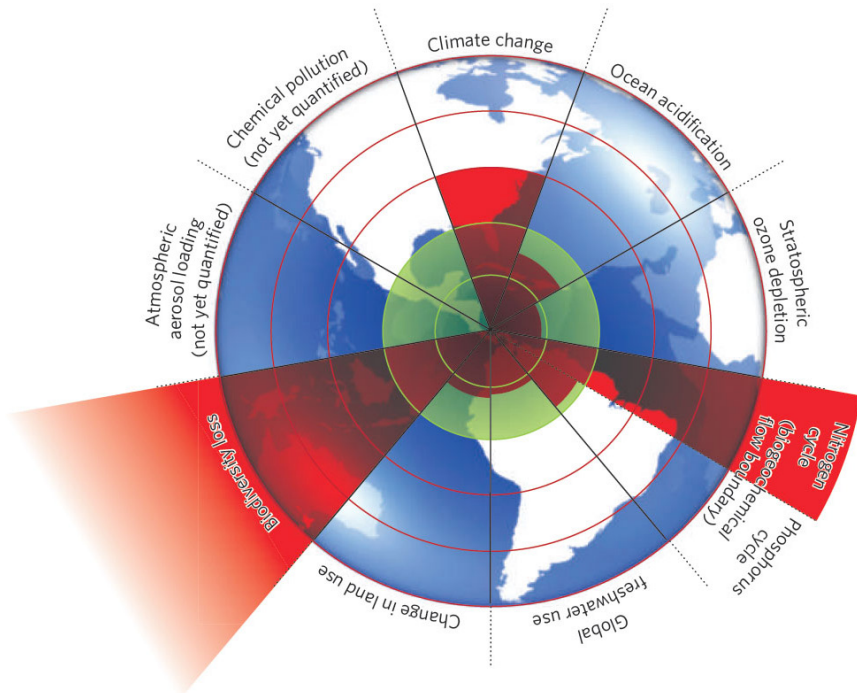 Climate change
Ocean acidification
Stratospheric
ozone depletion
Nitrogen
cycle
(biogeochemical
flow boundary)
Phosphorus
cycle
Global
freshwater use
Change in land use
Biodiversity loss
Atmospheric
aerosol loading
(not yet quantified)
Chemical pollution
(not yet quantified)